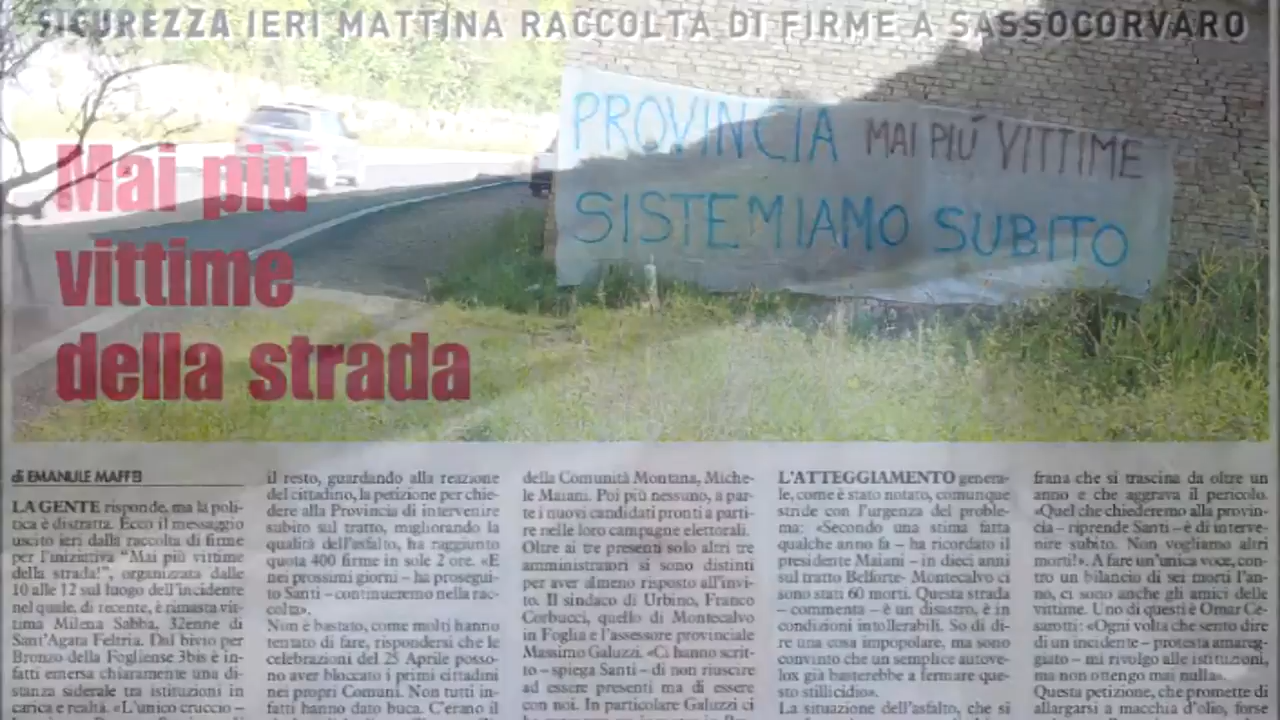 SICUREZZA IERI MATTINA RACCOLTA DI FIRME A SASSOCORVARO
PROVINCIA MAI PIÚ VITTIME
SISTEMIAMO SUBITO
Mai più
vittime
della strada
di EMANULE MAFFEI
LA GENTE risponde, ma la poli-
tica è distratta. Ecco il messaggio
uscito ieri dalla raccolta di firme
per l'iniziativa “Mai più vittime
della strada!”, organizzata dalle
10 alle 12 sul luogo dell'incidente
nel quale, di recente, è rimasta vit-
tima Milena Sabba, 32enne di
Sant'Agata Feltria. Dal bivio per
Bronzo della Fogliense 3bis è in-
fatti emersa chiaramente una di-
stanza siderale tra istituzioni in
carica e realtà. «L'unico cruccio –
il resto, guardando alla reazione
del cittadino, la petizione per chie-
dere alla Provincia di intervenire
subito sul tratto, migliorando la
qualità dell'asfalto, ha raggiunto
quota 400 firme in sole 2 ore. «E
nei prossimi giorni – ha prosegui-
to Santi – continueremo nella rac-
colta».
Non è bastato, come molti hanno
tentato di fare, rispondersi che le
celebrazioni del 25 Aprile posso-
no aver bloccato i primi cittadini
nei propri Comuni. Non tutti in-
fatti hanno dato buca. C'erano il
della Comunità Montana, Miche-
le Maiani. Poi più nessuno, a par-
te i nuovi candidati pronti a parti-
re nelle loro campagne elettorali.
Oltre ai tre presenti solo altri tre
amministratori si sono distinti
per aver almeno risposto all'invi-
to. Il sindaco di Urbino, Franco
Corbucci, quello di Montecalvo
in Foglia e l'assessore provinciale
Massimo Galuzzi. «Ci hanno scrit-
to – spiega Santi – di non riuscire
ad essere presenti ma di essere
con noi. In particolare Galuzzi ci
L'ATTEGGIAMENTO genera-
le, come è stato notato, comunque
stride con l'urgenza del proble-
ma: «Secondo una stima fatta
qualche anno fa – ha ricordato il
presidente Maiani – in dieci anni
sul tratto Belforte-Montecalvo ci
sono stati 60 morti. Questa strada
– commenta – è un disastro, è in
condizioni intollerabili. So di di-
re una cosa impopolare, ma sono
convinto che un semplice autove-
lox già basterebbe a fermare que-
sto stillicidio».
La situazione dell'asfalto, che si
frana che si trascina da oltre un
anno e che aggrava il pericolo.
«Quel che chiederemo alla provin-
cia – riprende Santi – è di interve-
nire subito. Non vogliamo altri
morti!». A fare un'unica voce, con-
tro un bilancio di sei morti l'an-
no, ci sono anche gli amici delle
vittime. Uno di questi è Omar Ce-
sarotti: «Ogni volta che sento dire
di un incidente – protesta amareg-
giato – mi rivolgo alle istituzioni,
ma non ottengo mai nulla».
Questa petizione, che promette di
allargarsi a macchia d'olio, forse